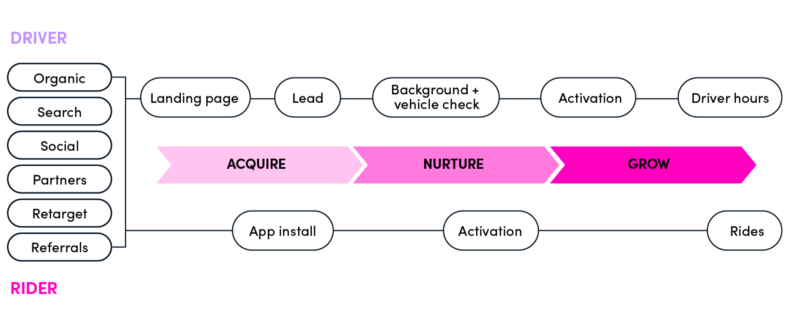 DRIVER
Organic
Search
Social
Partners
Retarget
Referrals
Landing page
Lead
Background +
vehicle check
Activation
Driver hours
ACQUIRE
NURTURE
GROW
App install
Activation
Rides
RIDER